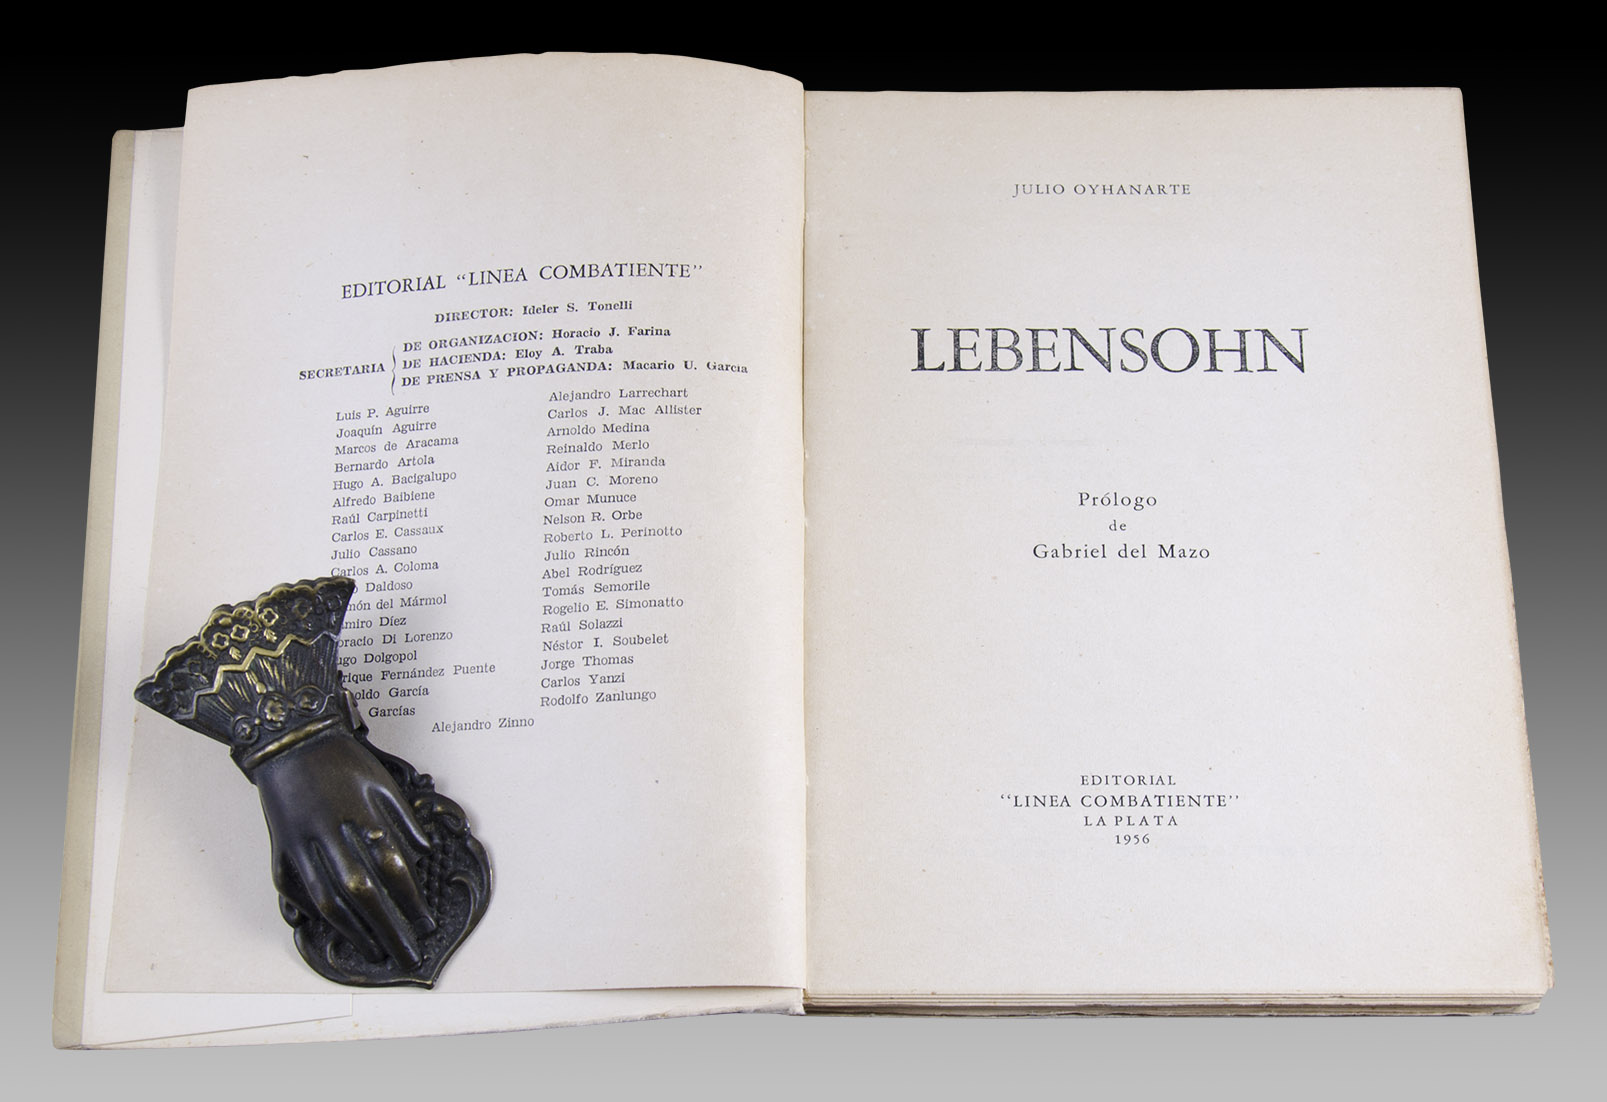 EDITORIAL “LINEA COMBATIENTE”
DIRECTOR: Ideler S. Tonelli
SECRETARIA
DE ORGANIZACION: Horacio J. Farina
DE HACIENDA: Eloy A. Traba
DE PRENSA Y PROPAGANDA: Macario U. García
Luis P. Aguirre
Joaquín Aguirre
Marcos de Aracama
Bernardo Artola
Hugo A. Bacigalupo
Alfredo Baibiene
Raúl Carpinetti
Carlos E. Cassaux
Julio Cassano
Carlos A. Coloma
Daldoso
del Mármol
Díez
Di Lorenzo
Dolgopol
Fernández Puente
García
Garcías
Alejandro Larrechart
Carlos J. Mac Allister
Arnoldo Medina
Reinaldo Merlo
Aidor F. Miranda
Juan C. Moreno
Omar Munuce
Nelson R. Orbe
Roberto L. Perinotto
Julio Rincón
Abel Rodríguez
Tomás Semorile
Rogelio E. Simonatto
Raúl Solazzi
Néstor I. Soubelet
Jorge Thomas
Carlos Yanzi
Rodolfo Zanlungo
Alejandro Zinno
JULIO OYHANARTE
LEBENSOHN
Prólogo
de
Gabriel del Mazo
EDITORIAL
“LINEA COMBATIENTE”
LA PLATA
1956